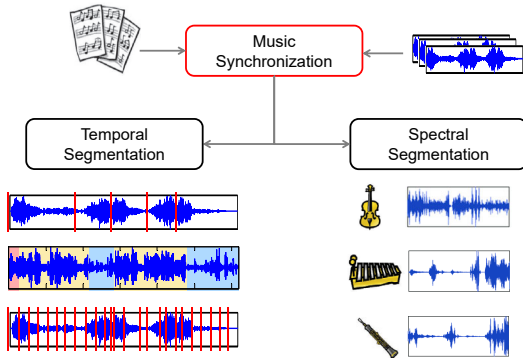 Music
Synchronization
Temporal
Segmentation
Spectral
Segmentation